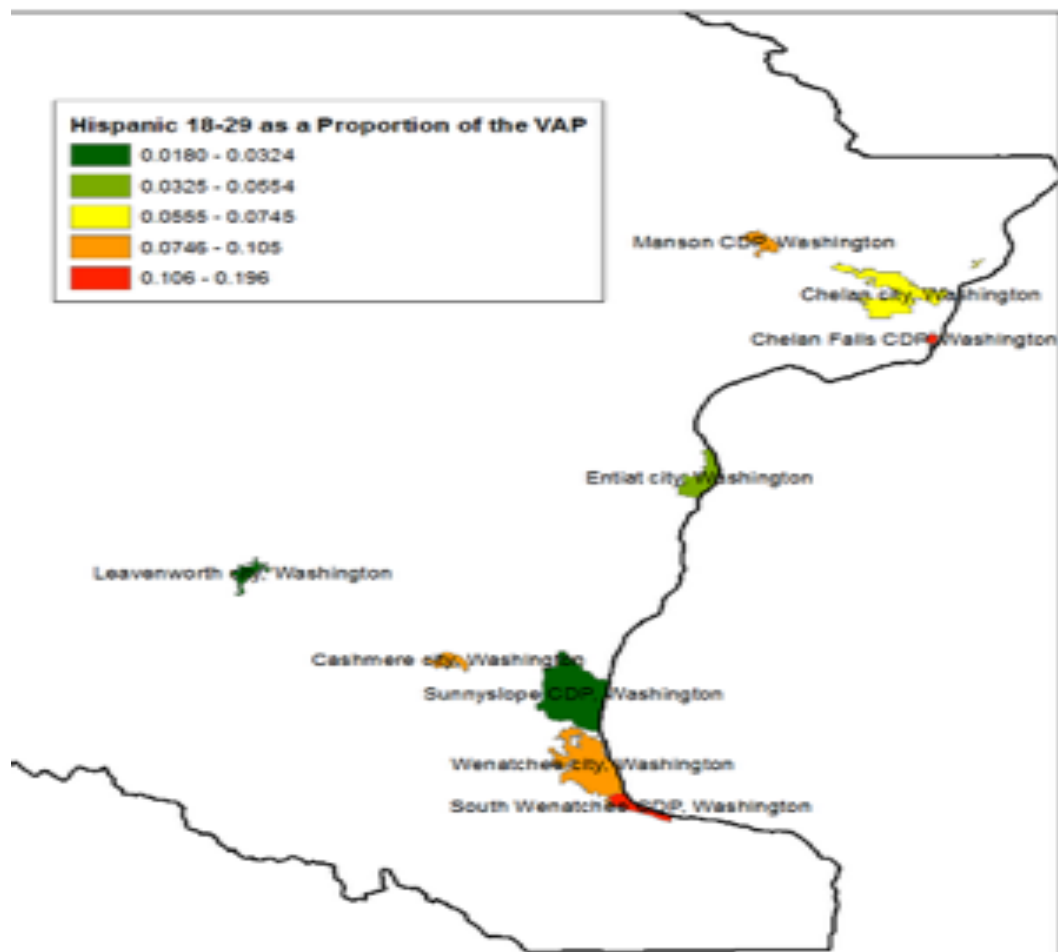 Hispanic 18-29 as a Proportion of the VAP
0.0180 - 0.0324
0.0325 - 0.0554
0.0555 - 0.0745
0.0746 - 0.105
0.106 - 0.196
Manson CDP, Washington
Chelan city, Washington
Chelan Falls CDP, Washington
Entiat city, Washington
Leavenworth city, Washington
Cashmere city, Washington
Sunnyslope CDP, Washington
Wenatchee city, Washington
South Wenatchee CDP, Washington